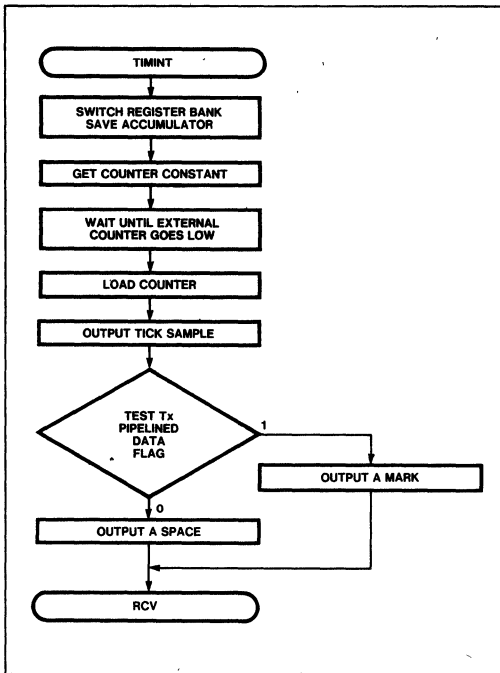 TIMINT
SWITCH REGISTER BANK
SAVE ACCUMULATOR
GET COUNTER CONSTANT
WAIT UNTIL EXTERNAL
COUNTER GOES LOW
LOAD COUNTER
OUTPUT TICK SAMPLE
TEST Tx
PIPELINED
DATA
FLAG
1
OUTPUT A MARK
0
OUTPUT A SPACE
RCV